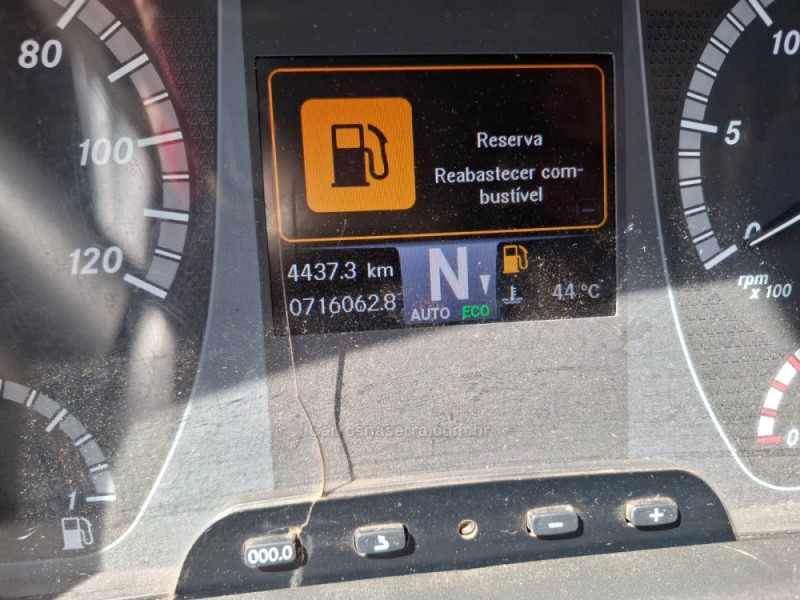 80
100
120
Reserva
Reabastecer com-
bustível
4437.3 km
0716062.8
N
AUTO ECO
44 °C
10
5
0
rpm
x 100
0
1
000.0
- +
carrosnaserra.com.br